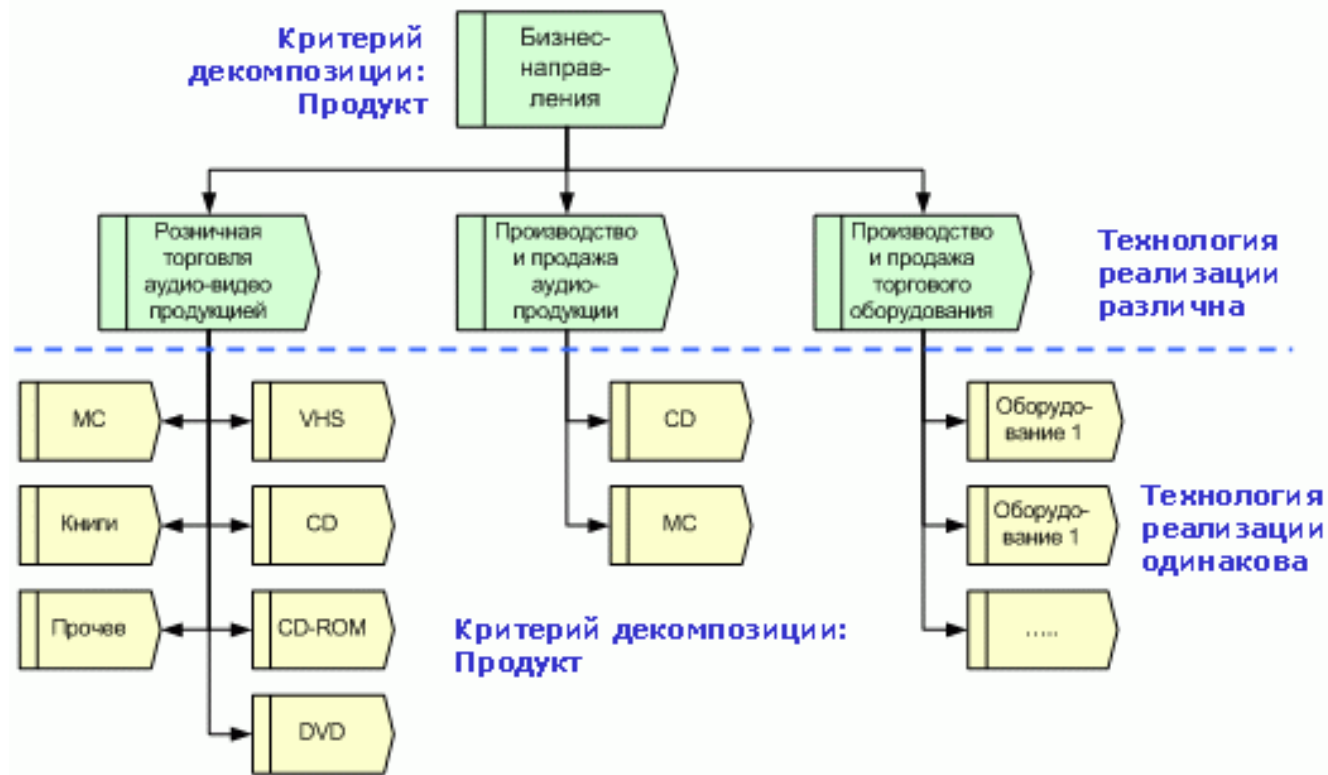 Критерий
декомпозиции:
Продукт
Бизнес-
направ-
ления
Розничная
торговля
аудио-видео
продукцией
Производство
и продажа
аудио-
продукции
Производство
и продажа
торгового
оборудования
Технология
реализации
различна
МС
VHS
CD
Оборудо-
вание 1
Книги
CD
МС
Оборудо-
вание 1
Технология
реализации
одинакова
Прочее
CD-ROM
Критерий декомпозиции:
Продукт
.....
DVD